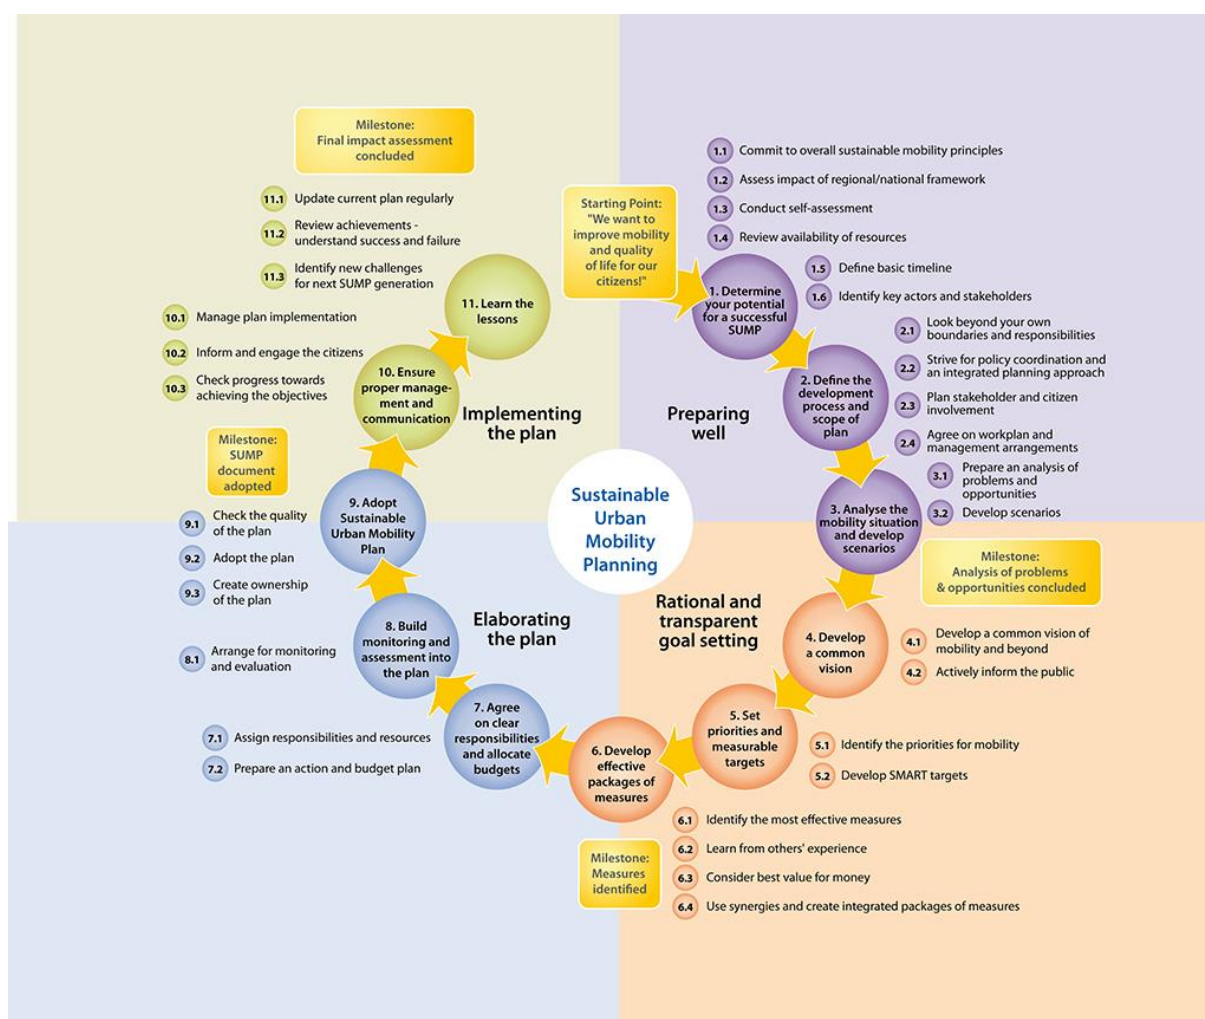 Milestone:
Final impact assessment
concluded
11.1 Update current plan regularly
11.2 Review achievements -
understand success and failure
11.3 Identify new challenges
for next SUMP generation
11. Learn the
lessons
10.1 Manage plan implementation
10.2 Inform and engage the citizens
10.3 Check progress towards
achieving the objectives
10. Ensure
proper manage-
ment and
communication
Implementing
the plan
Starting Point:
"We want to
improve mobility
and quality
of life for our
citizens!"
1.1 Commit to overall sustainable mobility principles
1.2 Assess impact of regional/national framework
1.3 Conduct self-assessment
1.4 Review availability of resources
1.5 Define basic timeline
1.6 Identify key actors and stakeholders
1. Determine
your potential
for a successful
SUMP
2.1 Look beyond your own
boundaries and responsibilities
2.2 Strive for policy coordination and
an integrated planning approach
2.3 Plan stakeholder and citizen
involvement
2.4 Agree on workplan and
management arrangements
2. Define the
development
process and
scope of
plan
Preparing
well
3.1 Prepare an analysis of
problems and
opportunities
3.2 Develop scenarios
3. Analyse the
mobility situation
and develop
scenarios
Milestone:
Analysis of problems
& opportunities concluded
Sustainable
Urban
Mobility
Planning
Milestone:
SUMP
document
adopted
9. Adopt
Sustainable
Urban Mobility
Plan
9.1 Check the quality
of the plan
9.2 Adopt the plan
9.3 Create ownership
of the plan
8. Build
monitoring and
assessment into
the plan
8.1 Arrange for monitoring
and evaluation
Elaborating
the plan
7. Agree
on clear
responsibilities
and allocate
budgets
7.1 Assign responsibilities and resources
7.2 Prepare an action and budget plan
Rational and
transparent
goal setting
4. Develop
a common
vision
4.1 Develop a common vision of
mobility and beyond
4.2 Actively inform the public
5. Set
priorities and
measurable
targets
5.1 Identify the priorities for mobility
5.2 Develop SMART targets
6. Develop
effective
packages of
measures
6.1 Identify the most effective measures
6.2 Learn from others' experience
6.3 Consider best value for money
6.4 Use synergies and create integrated packages of measures
Milestone:
Measures
identified